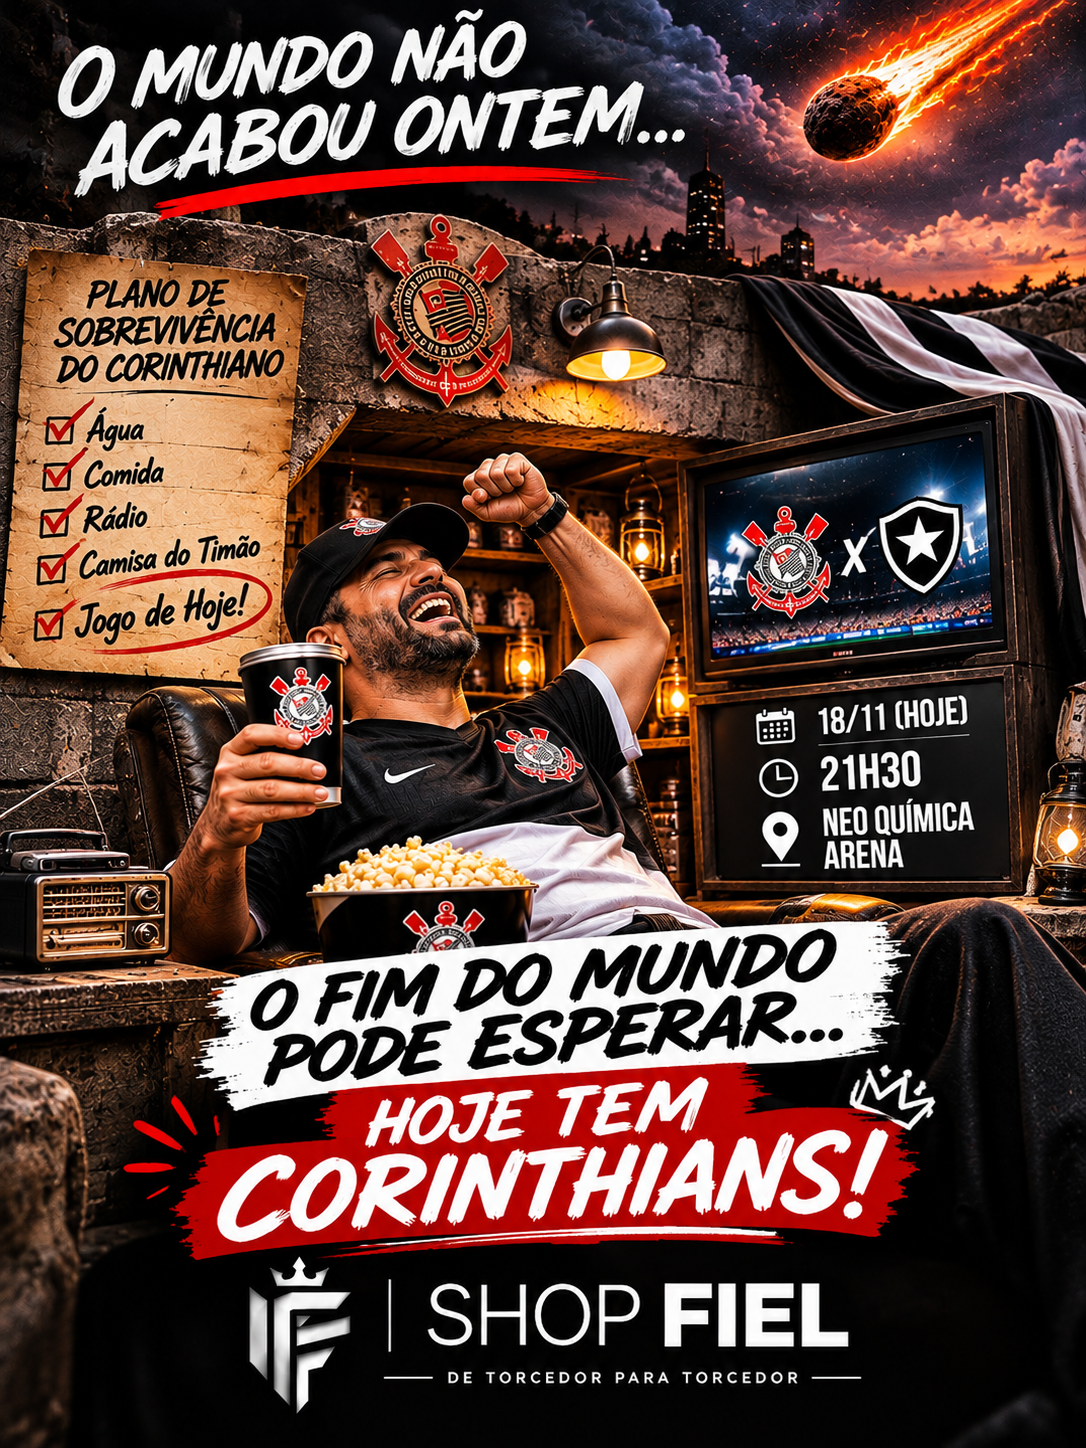 O MUNDO NÃO
ACABOU ONTEM...
PLANO DE
SOBREVIVÊNCIA
DO CORINTHIANO
Água
Comida
Rádio
Camisa do Timão
Jogo de Hoje!
X
18/11 (HOJE)
21H30
NEO QUÍMICA
ARENA
O FIM DO MUNDO
PODE ESPERAR...
HOJE TEM
CORINTHIANS!
SHOP FIEL
DE TORCEDOR PARA TORCEDOR